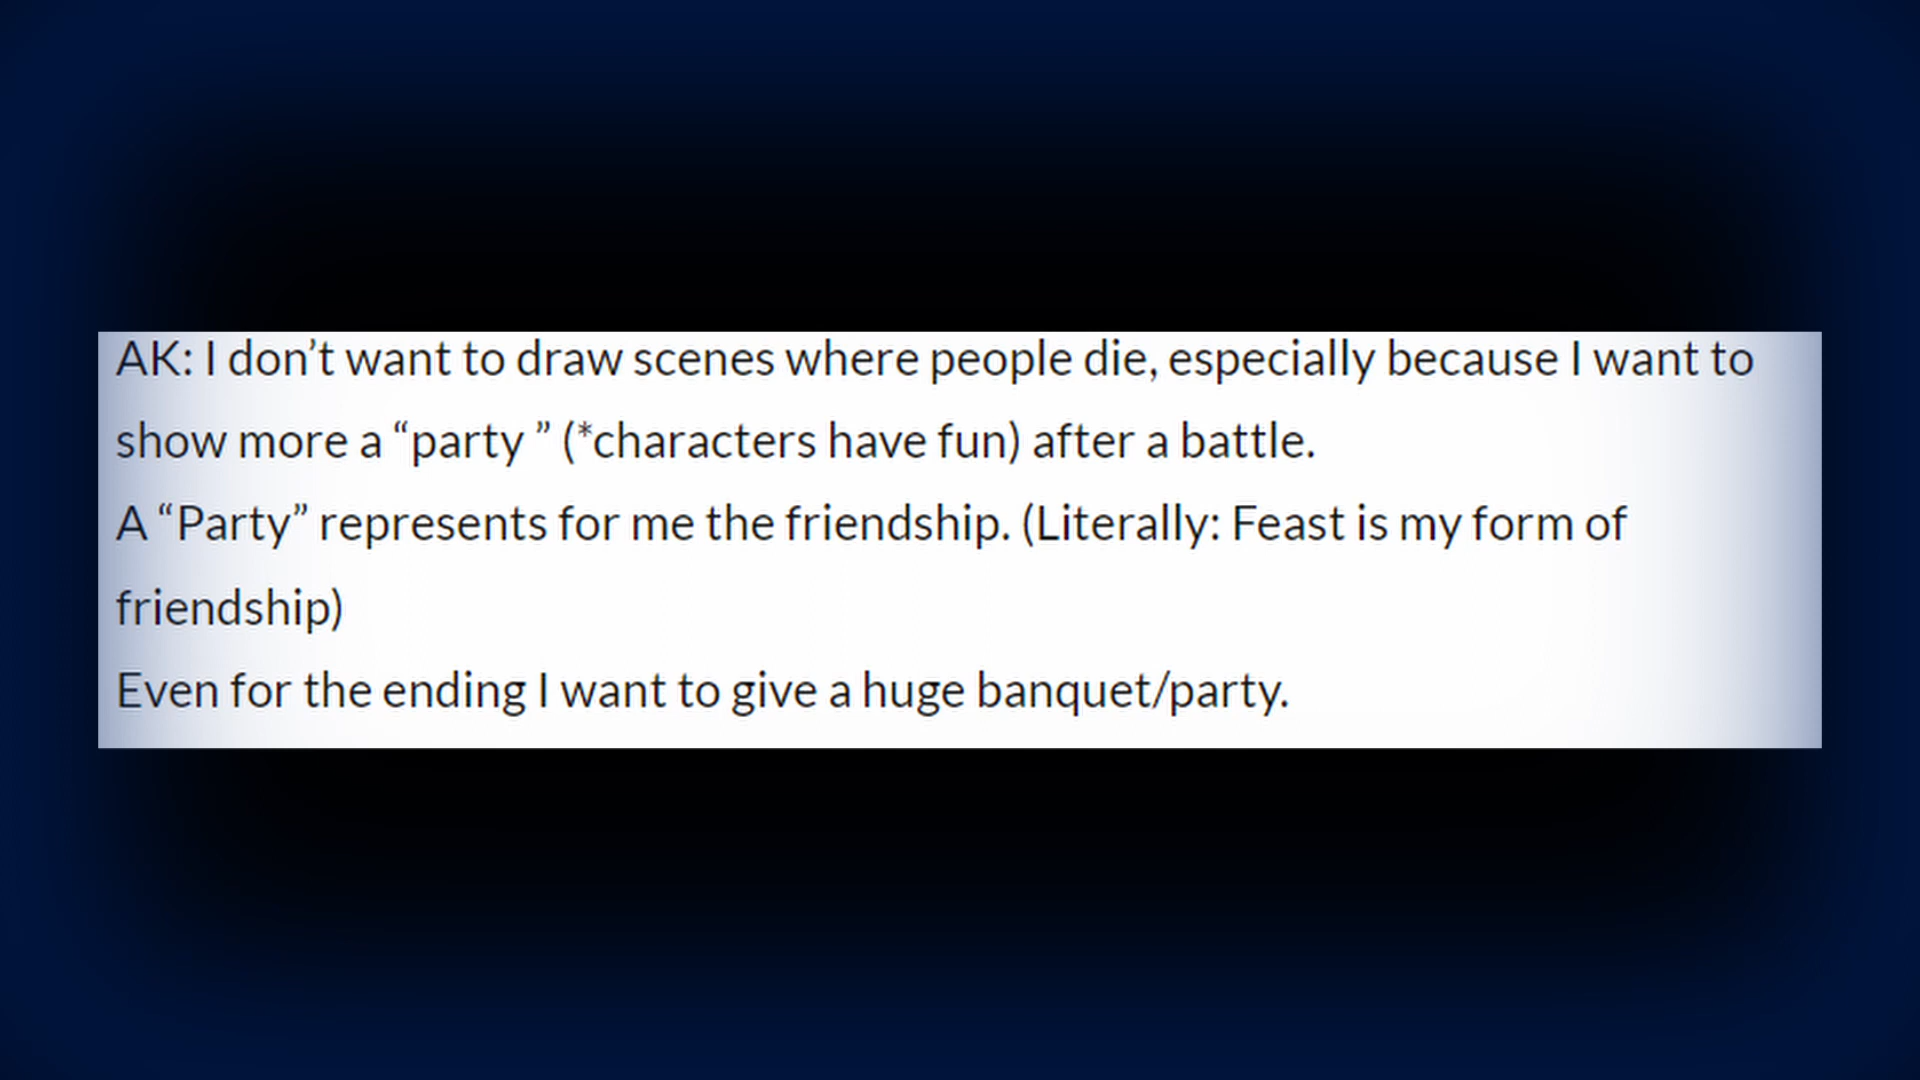 AK: I don’t want to draw scenes where people die, especially because I want to
show more a “party ” (*characters have fun) after a battle.
A “Party” represents for me the friendship. (Literally: Feast is my form of
friendship)
Even for the ending I want to give a huge banquet/party.